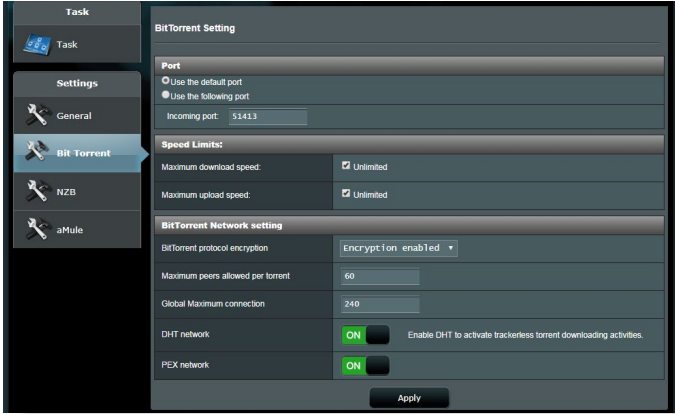 Task
Task
Settings
General
Bit Torrent
NZB
aMule
BitTorrent Setting
Port
Use the default port
Use the following port
Incoming port: 51413
Speed Limits:
Maximum download speed: Unlimited
Maximum upload speed: Unlimited
BitTorrent Network setting
BitTorrent protocol encryption Encryption enabled
Maximum peers allowed per torrent 60
Global Maximum connection 240
DHT network ON Enable DHT to activate trackerless torrent downloading activities.
PEX network ON
Apply